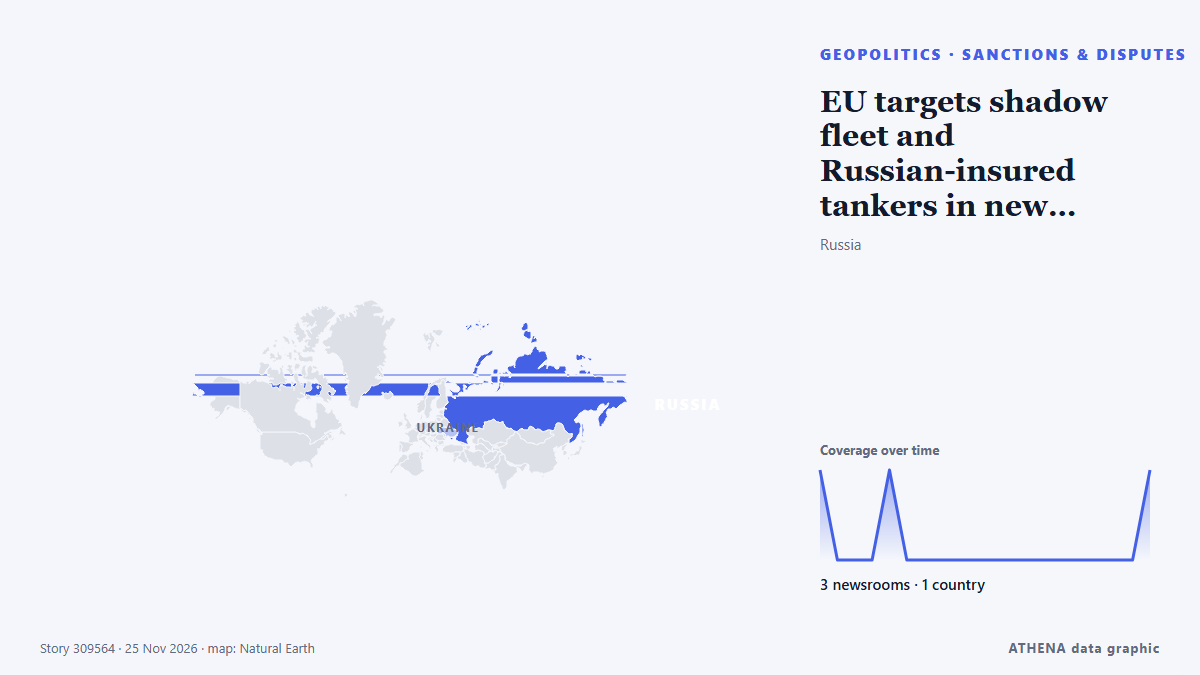 GEOPOLITICS · SANCTIONS & DISPUTES
EU targets shadow
fleet and
Russian-insured
tankers in new...
Russia
RUSSIA
UKRAINE
Coverage over time
3 newsrooms · 1 country
Story 309564 · 25 Nov 2026 · map: Natural Earth
ATHENA data graphic